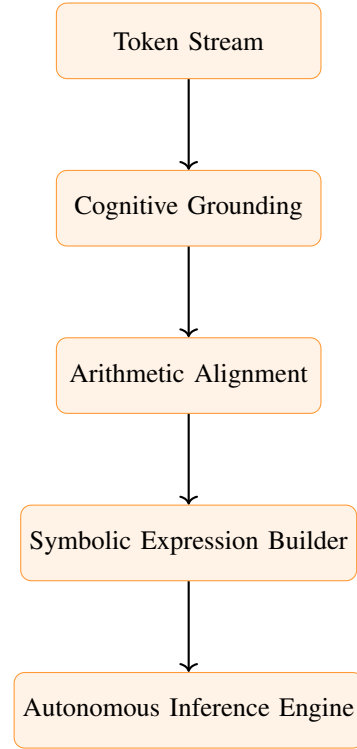 Token Stream
Cognitive Grounding
Arithmetic Alignment
Symbolic Expression Builder
Autonomous Inference Engine